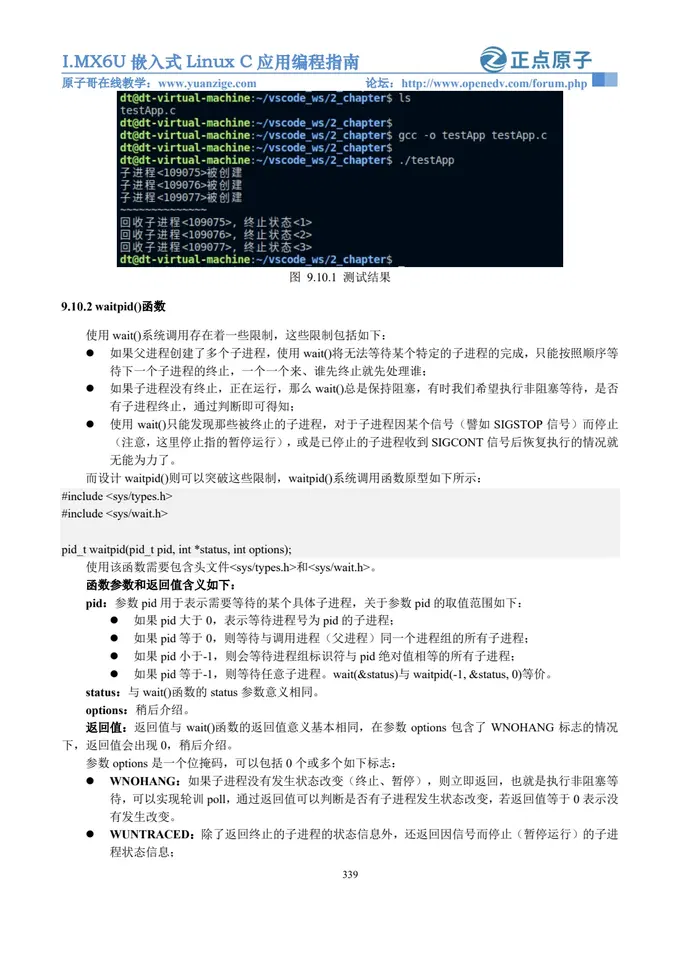 I.MX6U 嵌入式 Linux C 应用编程指南
正点原子
原子哥在线教学：www.yuanzige.com 论坛：http://www.openedv.com/forum.php
dt@dt-virtual-machine:~/vscode_ws/2_chapter$ ls
testApp.c
dt@dt-virtual-machine:~/vscode_ws/2_chapter$
dt@dt-virtual-machine:~/vscode_ws/2_chapter$ gcc -o testApp testApp.c
dt@dt-virtual-machine:~/vscode_ws/2_chapter$
dt@dt-virtual-machine:~/vscode_ws/2_chapter$ ./testApp
子进程<109075>被创建
子进程<109076>被创建
子进程<109077>被创建
~~~~~~~~~~~~~~
回收子进程<109075>, 终止状态<1>
回收子进程<109076>, 终止状态<2>
回收子进程<109077>, 终止状态<3>
dt@dt-virtual-machine:~/vscode_ws/2_chapter$
图 9.10.1 测试结果
9.10.2 waitpid()函数
使用 wait()系统调用存在着一些限制，这些限制包括如下：
● 如果父进程创建了多个子进程，使用 wait()将无法等待某个特定的子进程的完成，只能按照顺序等
待下一个子进程的终止，一个一个来、谁先终止就先处理谁；
● 如果子进程没有终止，正在运行，那么 wait()总是保持阻塞，有时我们希望执行非阻塞等待，是否
有子进程终止，通过判断即可得知；
● 使用 wait()只能发现那些被终止的子进程，对于子进程因某个信号（譬如 SIGSTOP 信号）而停止
（注意，这里停止指的暂停运行），或是已停止的子进程收到 SIGCONT 信号后恢复执行的情况就
无能为力了。
而设计 waitpid()则可以突破这些限制，waitpid()系统调用函数原型如下所示：
#include <sys/types.h>
#include <sys/wait.h>
pid_t waitpid(pid_t pid, int *status, int options);
使用该函数需要包含头文件<sys/types.h>和<sys/wait.h>。
函数参数和返回值含义如下：
pid：参数 pid 用于表示需要等待的某个具体子进程，关于参数 pid 的取值范围如下：
● 如果 pid 大于 0，表示等待进程号为 pid 的子进程；
● 如果 pid 等于 0，则等待与调用进程（父进程）同一个进程组的所有子进程；
● 如果 pid 小于-1，则会等待进程组标识符与 pid 绝对值相等的所有子进程；
● 如果 pid 等于-1，则等待任意子进程。wait(&status)与 waitpid(-1, &status, 0)等价。
status：与 wait()函数的 status 参数意义相同。
options：稍后介绍。
返回值：返回值与 wait()函数的返回值意义基本相同，在参数 options 包含了 WNOHANG 标志的情况
下，返回值会出现 0，稍后介绍。
参数 options 是一个位掩码，可以包括 0 个或多个如下标志：
● WNOHANG：如果子进程没有发生状态改变（终止、暂停），则立即返回，也就是执行非阻塞等
待，可以实现轮训 poll，通过返回值可以判断是否有子进程发生状态改变，若返回值等于 0 表示没
有发生改变。
● WUNTRACED：除了返回终止的子进程的状态信息外，还返回因信号而停止（暂停运行）的子进
程状态信息；
339